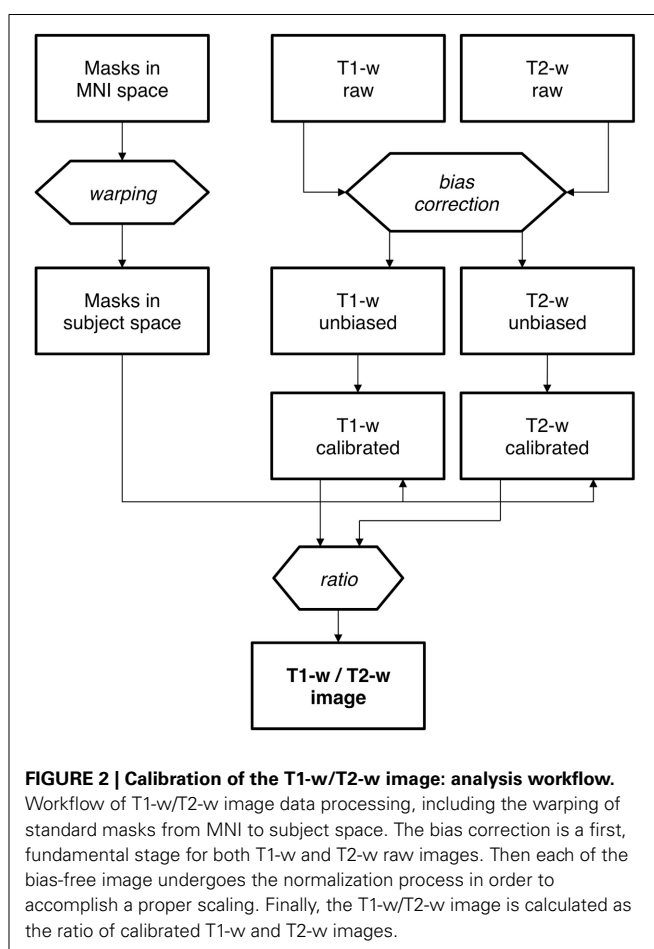 Masks in
MNI space
T1-w
raw
T2-w
raw
warping
bias
correction
Masks in
subject space
T1-w
unbiased
T2-w
unbiased
T1-w
calibrated
T2-w
calibrated
ratio
T1-w / T2-w
image
FIGURE 2 | Calibration of the T1-w/T2-w image: analysis workflow.
Workflow of T1-w/T2-w image data processing, including the warping of
standard masks from MNI to subject space. The bias correction is a first,
fundamental stage for both T1-w and T2-w raw images. Then each of the
bias-free image undergoes the normalization process in order to
accomplish a proper scaling. Finally, the T1-w/T2-w image is calculated as
the ratio of calibrated T1-w and T2-w images.